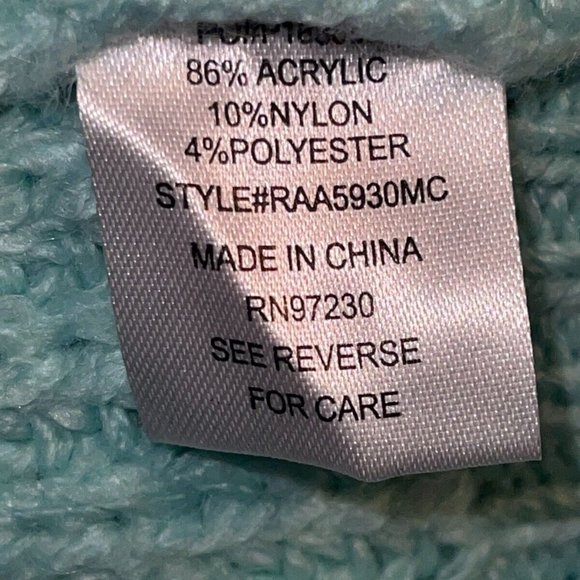 86% ACRYLIC
10%NYLON
4%POLYESTER
STYLE#RAA5930MC
MADE IN CHINA
RN97230
SEE REVERSE
FOR CARE